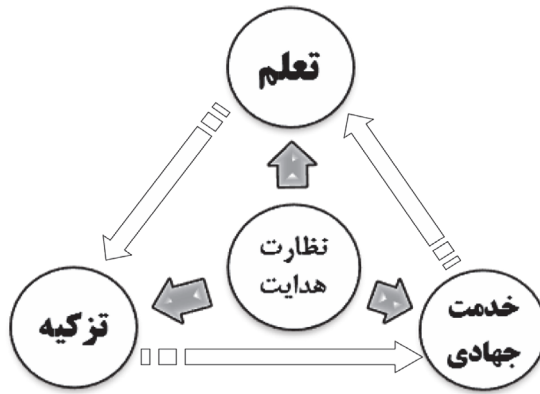 تعلم
نظارت
هدایت
تزکیه
خدمت
جهادی